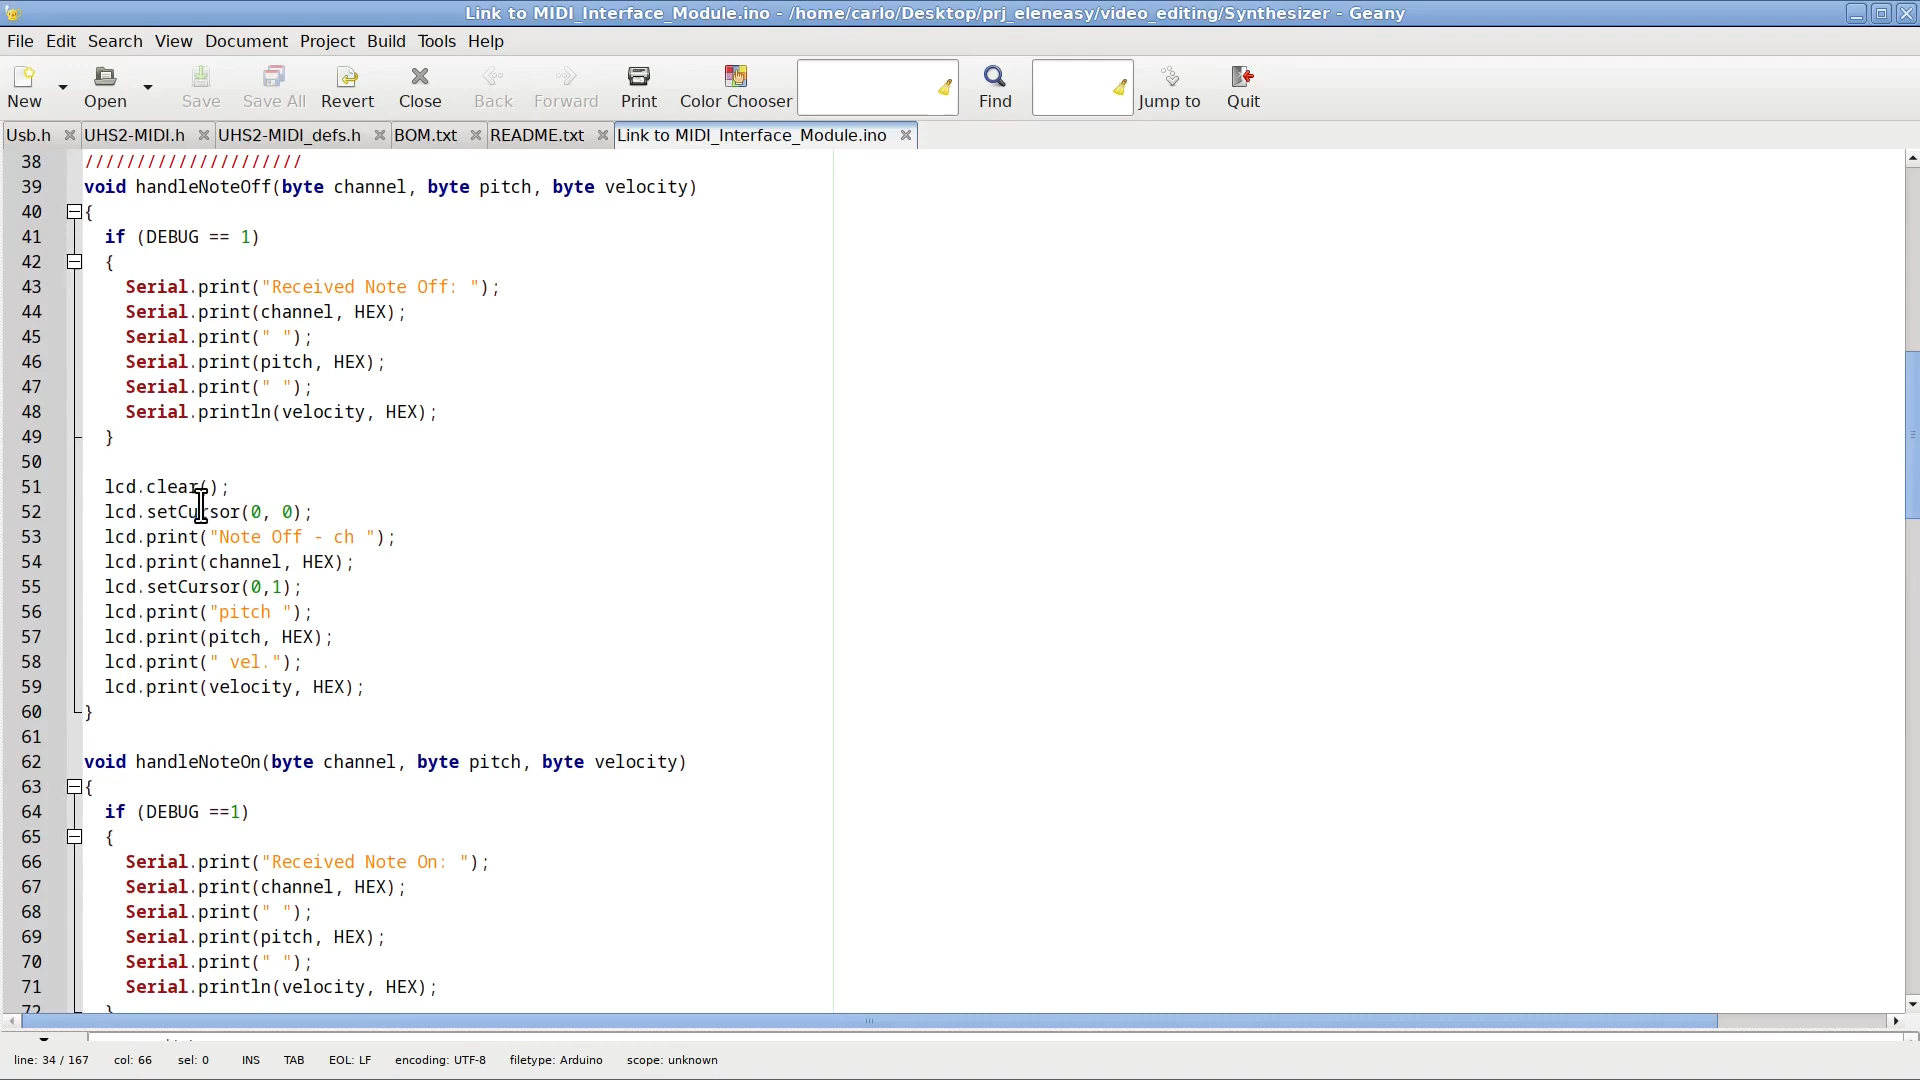 Link to MIDI_Interface_Module.ino - /home/carlo/Desktop/prj_eleneasy/video_editing/Synthesizer - Geany
File Edit Search View Document Project Build Tools Help
New Open Save Save All Revert Close Back Forward Print Color Chooser Find Jump to Quit
Usb.h UHS2-MIDI.h UHS2-MIDI_defs.h BOM.txt README.txt Link to MIDI_Interface_Module.ino
38 /////////////////////
39 void handleNoteOff(byte channel, byte pitch, byte velocity)
40 {
41 if (DEBUG == 1)
42 {
43 Serial.print("Received Note Off: ");
44 Serial.print(channel, HEX);
45 Serial.print(" ");
46 Serial.print(pitch, HEX);
47 Serial.print(" ");
48 Serial.println(velocity, HEX);
49 }
50
51 lcd.clear();
52 lcd.setCursor(0, 0);
53 lcd.print("Note Off - ch ");
54 lcd.print(channel, HEX);
55 lcd.setCursor(0,1);
56 lcd.print("pitch ");
57 lcd.print(pitch, HEX);
58 lcd.print(" vel.");
59 lcd.print(velocity, HEX);
60 }
61
62 void handleNoteOn(byte channel, byte pitch, byte velocity)
63 {
64 if (DEBUG ==1)
65 {
66 Serial.print("Received Note On: ");
67 Serial.print(channel, HEX);
68 Serial.print(" ");
69 Serial.print(pitch, HEX);
70 Serial.print(" ");
71 Serial.println(velocity, HEX);
72 }
line: 34 / 167 col: 66 sel: 0 INS TAB EOL: LF encoding: UTF-8 filetype: Arduino scope: unknown